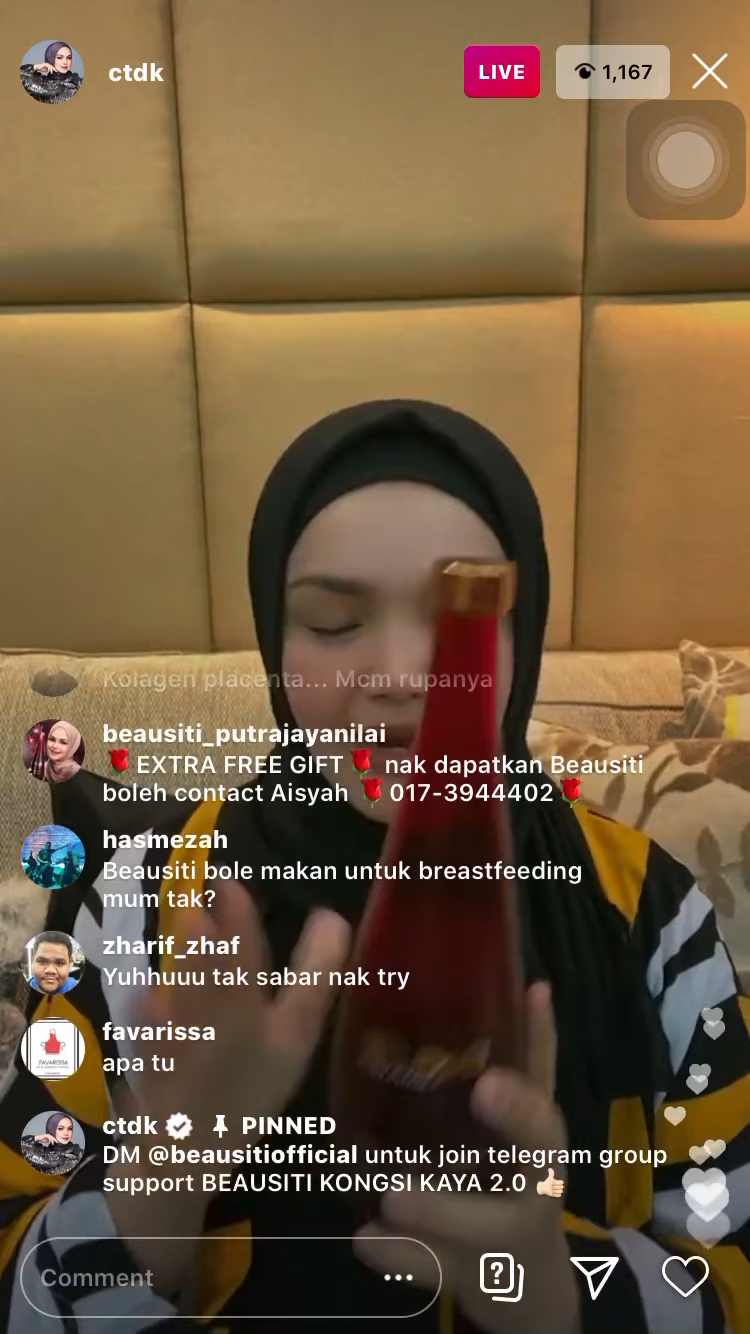 ctdk
LIVE
1,167
Kolagen placenta... Mcm rupanya
beausiti_putrajayanilai
🌹EXTRA FREE GIFT🌹 nak dapatkan Beausiti
boleh contact Aisyah 🌹017-3944402🌹
hasmezah
Beausiti bole makan untuk breastfeeding
mum tak?
zharif_zhaf
Yuhhuuu tak sabar nak try
favarissa
apa tu
FAVARISSA
ctdk PINNED
DM @beausitiofficial untuk join telegram group
support BEAUSITI KONGSI KAYA 2.0 👍🏻
Comment